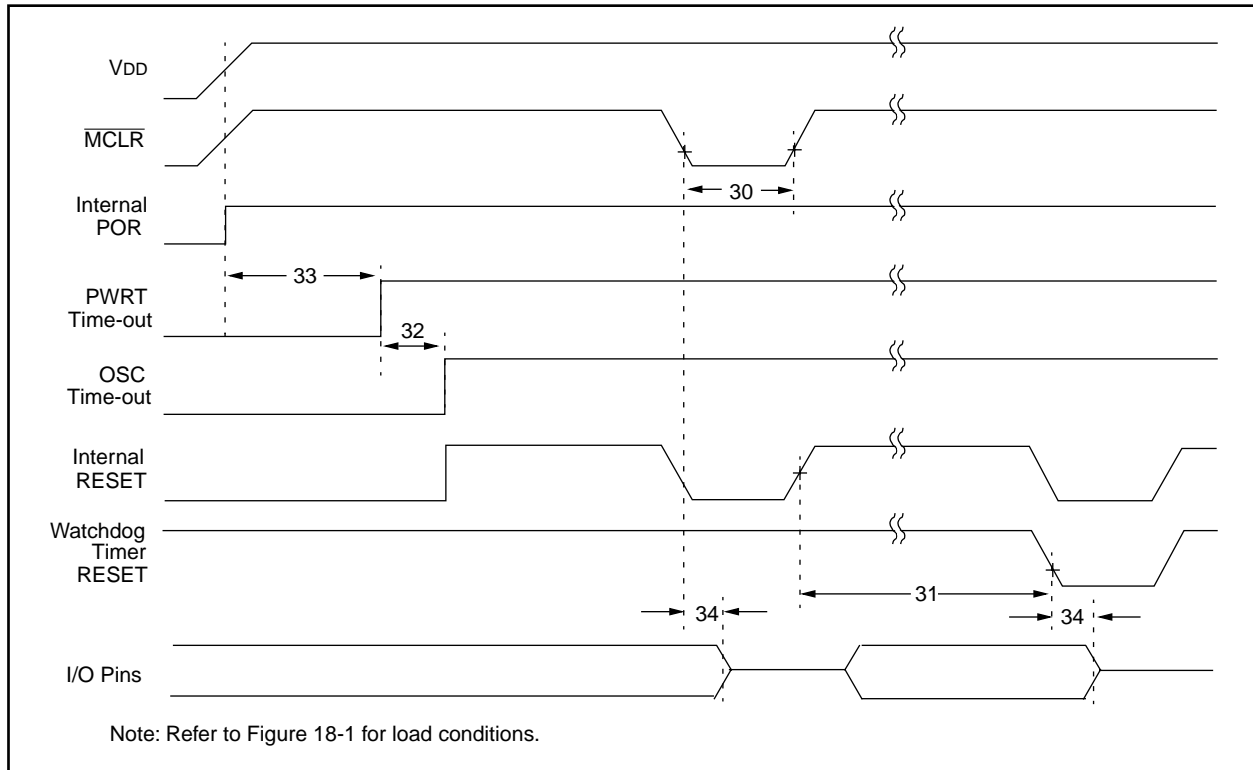 VDD
MCLR
30
Internal
POR
33
PWRT
Time-out
32
OSC
Time-out
Internal
RESET
Watchdog
Timer
RESET
31
34
34
I/O Pins
Note: Refer to Figure 18-1 for load conditions.